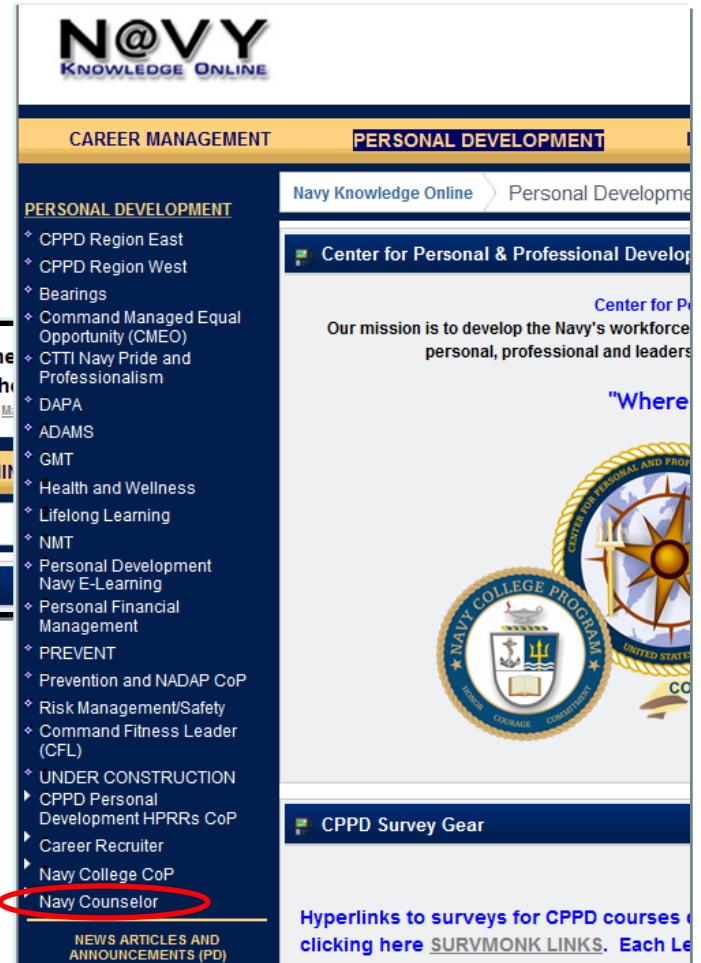 N@VY
KNOWLEDGE ONLINE
CAREER MANAGEMENT
PERSONAL DEVELOPMENT
PERSONAL DEVELOPMENT
CPPD Region East
CPPD Region West
Bearings
Command Managed Equal
Opportunity (CMEO)
CTTI Navy Pride and
Professionalism
DAPA
ADAMS
GMT
Health and Wellness
Lifelong Learning
NMT
Personal Development
Navy E-Learning
Personal Financial
Management
PREVENT
Prevention and NADAP CoP
Risk Management/Safety
Command Fitness Leader
(CFL)
UNDER CONSTRUCTION
CPPD Personal
Development HPRRs CoP
Career Recruiter
Navy College CoP
Navy Counselor
NEWS ARTICLES AND
ANNOUNCEMENTS (PD)
Navy Knowledge Online
Personal Developme
Center for Personal & Professional Develop
Center for P
Our mission is to develop the Navy's workforce
personal, professional and leaders
"Where
CENTER FOR PERSONAL AND PROF
UNITED STATE
NAVY COLLEGE PROGRAM
HONOR COURAGE COMMITMENT
CO
CPPD Survey Gear
Hyperlinks to surveys for CPPD courses
clicking here SURVMONK LINKS. Each Le